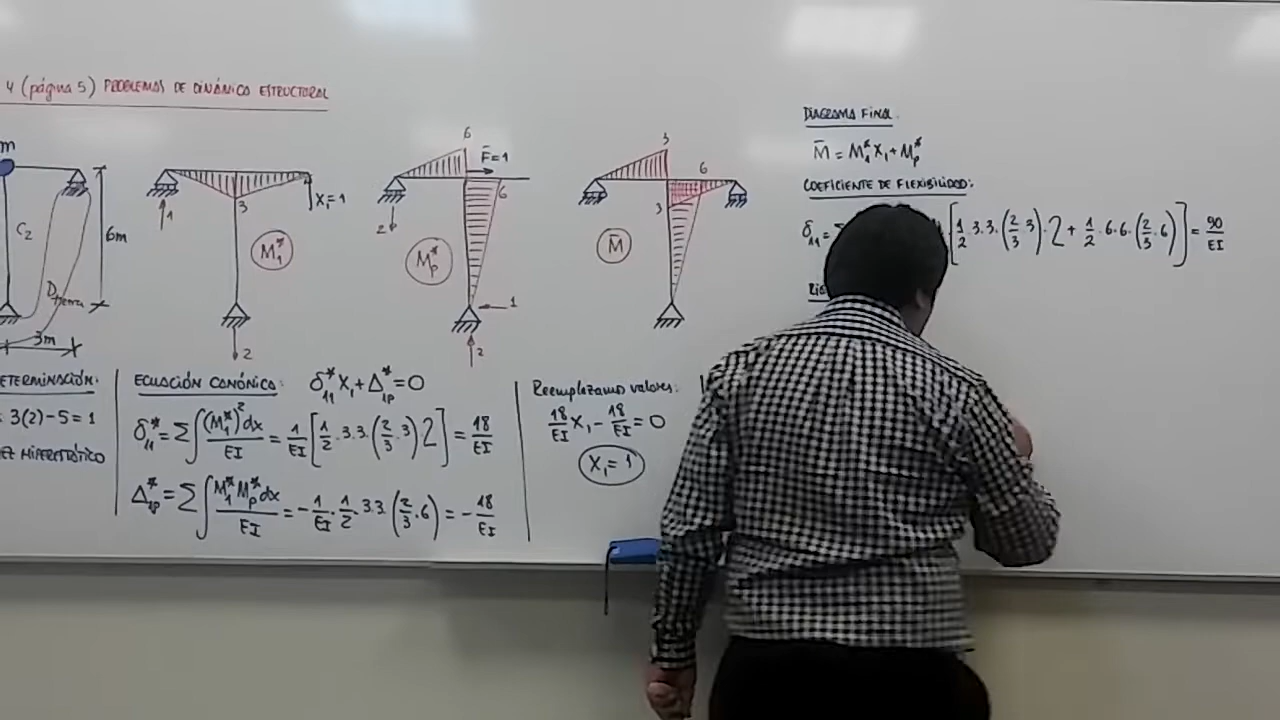 4 (página 5) PROBLEMAS DE DINÁMICA ESTRUCTURAL
m
C2
6m
3m
1
3
X₁=1
M₁*
2
6
F̄=1
6
2
Mp*
1
2
3
6
3
M̄
DIAGRAMA FINAL.
M̄ = M₁*X₁ + Mp*
COEFICIENTE DE FLEXIBILIDAD:
δ₁₁ = [1/2 · 3.3. (2/3 · 3) · 2 + 1/2 · 6.6. (2/3 · 6)] = 90/EI
ETERMINACIÓN:
= 3(2)-5 = 1
VEZ HIPERESTÁTICO
ECUACIÓN CANÓNICA: δ₁₁* X₁ + Δ₁p* = 0
δ₁₁* = Σ∫ (M₁*)² dx / EI = 1/EI [1/2 · 3.3. (2/3 · 3) 2] = 18/EI
Δ₁p* = Σ∫ M₁* Mp* dx / EI = - 1/EI · 1/2 · 3.3. (2/3 · 6) = - 18/EI
Reemplazamos valores:
18/EI X₁ - 18/EI = 0
X₁ = 1